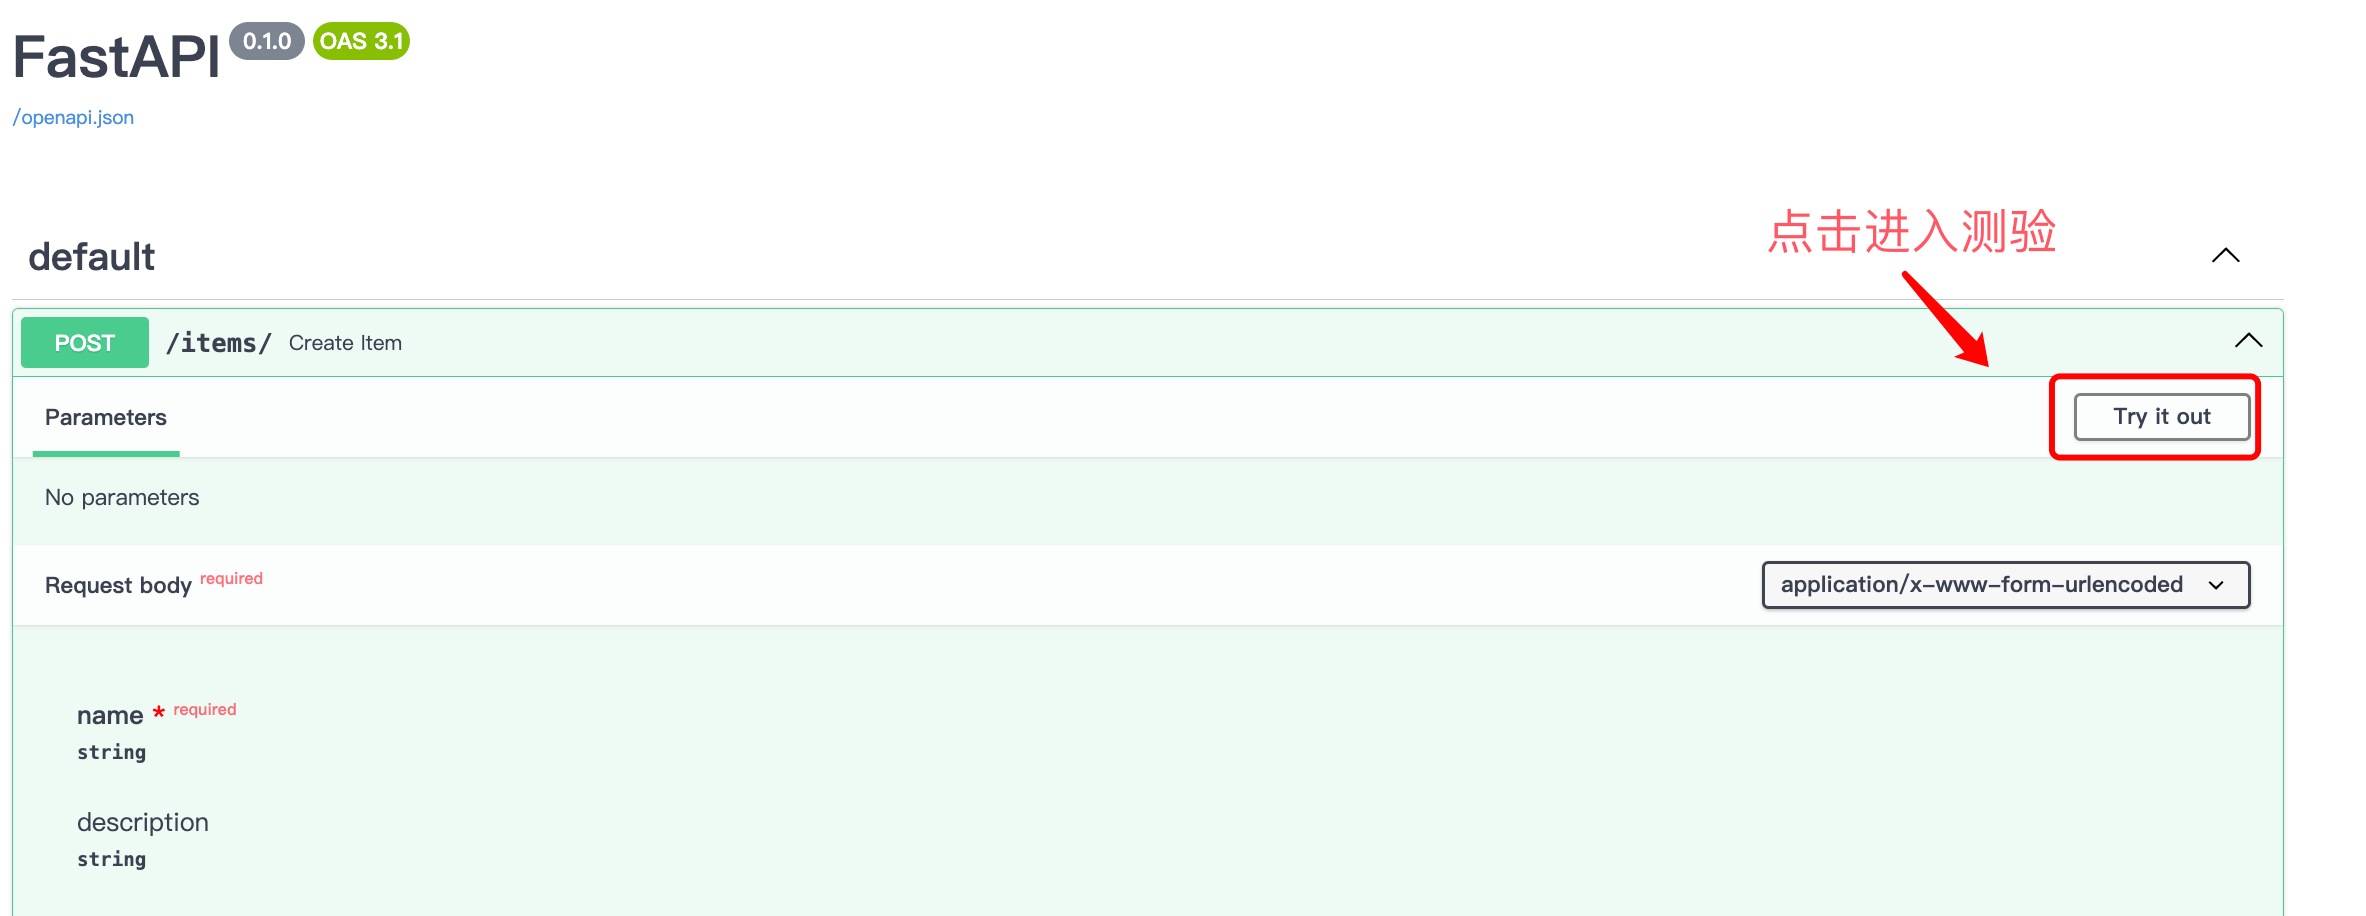 FastAPI 0.1.0 OAS 3.1
/openapi.json
点击进入测验
default
POST /items/ Create Item
Parameters
Try it out
No parameters
Request body required
application/x-www-form-urlencoded
name * required
string
description
string